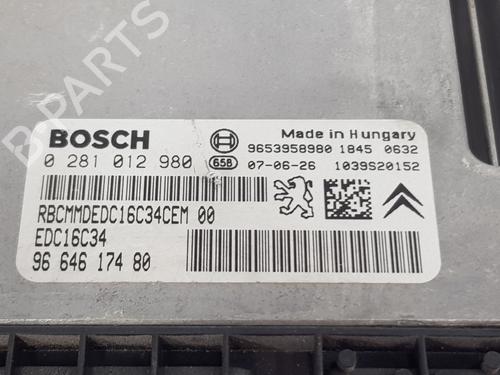 B PARTS
BOSCH
Made in Hungary
9653958980 1845 0632
0 281 012 980 658 07-06-26 1039S20152
RBCMMDEDC16C34CEM 00
EDC16C34
96 646 174 80